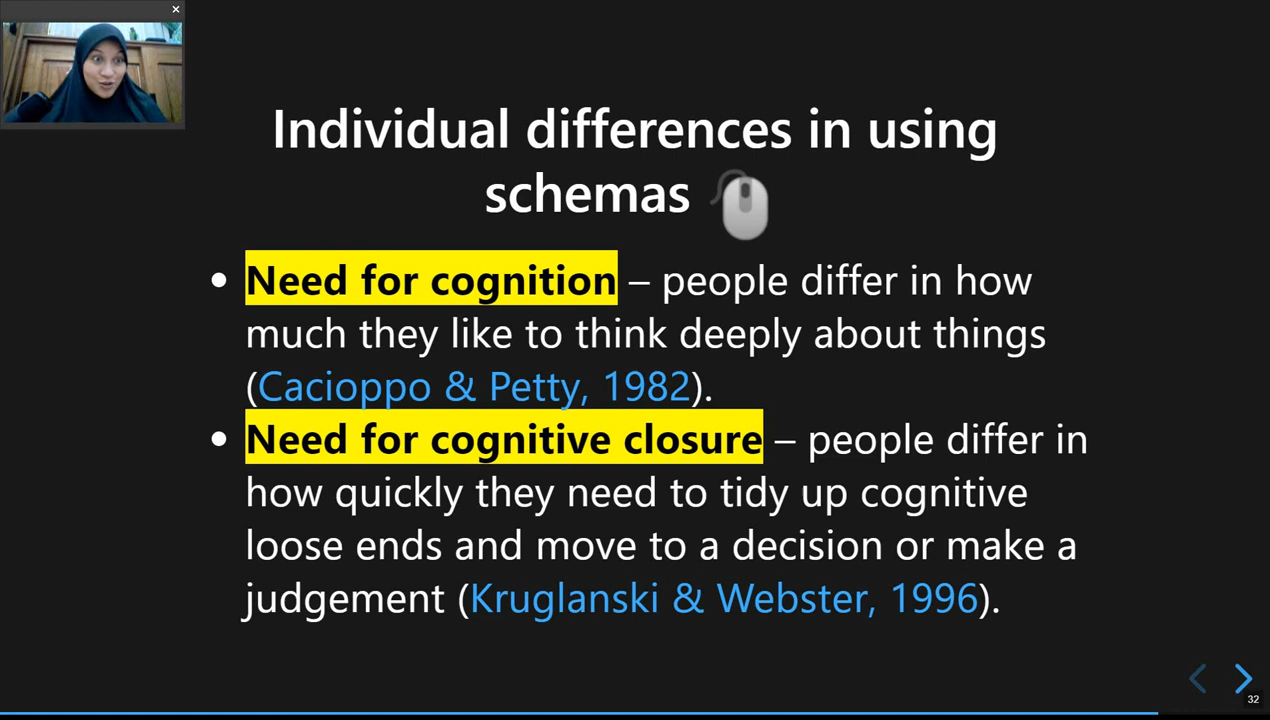 Individual differences in using
schemas
Need for cognition – people differ in how
much they like to think deeply about things
(Cacioppo & Petty, 1982).
Need for cognitive closure – people differ in
how quickly they need to tidy up cognitive
loose ends and move to a decision or make a
judgement (Kruglanski & Webster, 1996).
32